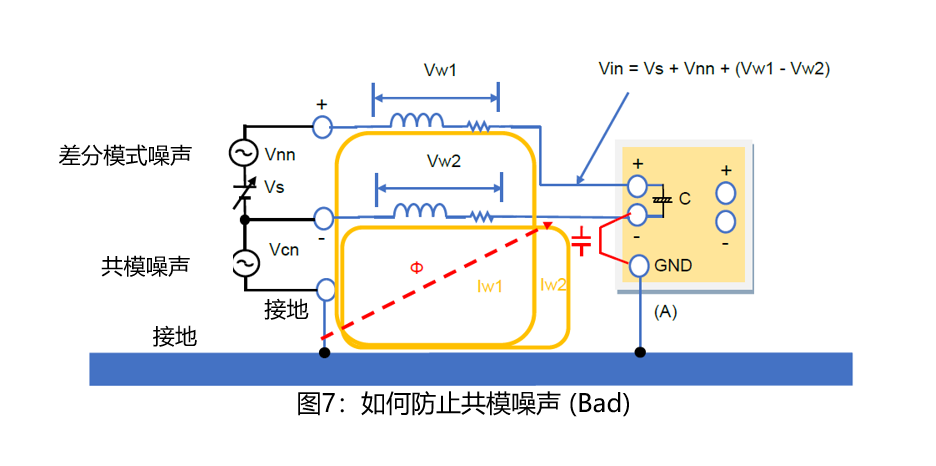 Vw1
Vin = Vs + Vnn + (Vw1 - Vw2)
+
差分模式噪声
Vnn
Vw2
+
+
Vs
C
-
-
-
Vcn
共模噪声
Φ
Iw1
Iw2
GND
接地
(A)
接地
图7：如何防止共模噪声 (Bad)